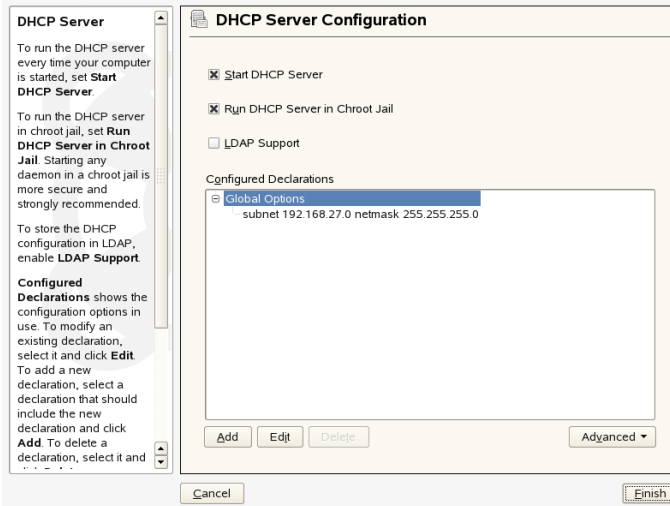 DHCP Server
To run the DHCP server
every time your computer
is started, set Start
DHCP Server.
To run the DHCP server
in chroot jail, set Run
DHCP Server in Chroot
Jail. Starting any
daemon in a chroot jail is
more secure and
strongly recommended.
To store the DHCP
configuration in LDAP,
enable LDAP Support.
Configured
Declarations shows the
configuration options in
use. To modify an
existing declaration,
select it and click Edit.
To add a new
declaration, select a
declaration that should
include the new
declaration and click
Add. To delete a
declaration, select it and
DHCP Server Configuration
Start DHCP Server
Run DHCP Server in Chroot Jail
LDAP Support
Configured Declarations
Global Options
subnet 192.168.27.0 netmask 255.255.255.0
Add
Edit
Delete
Advanced
Cancel
Finish